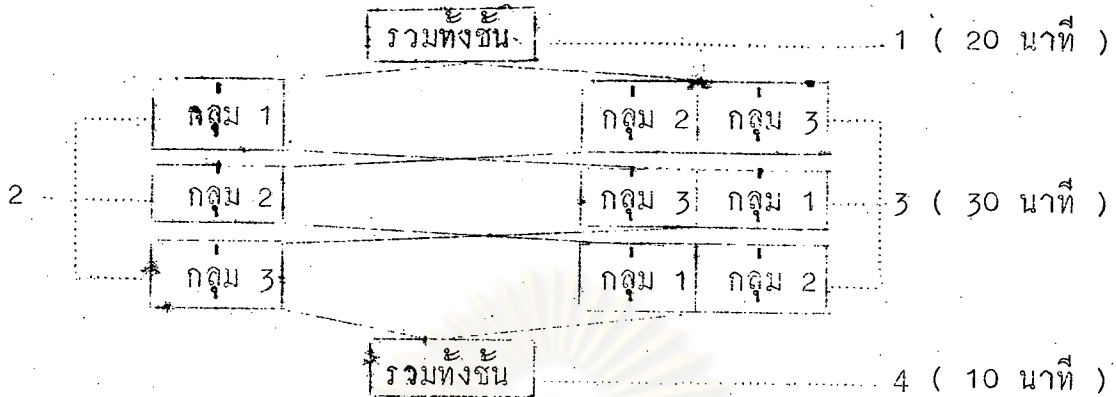 รวมทั้งชั้น 1 ( 20 นาที )
กลุ่ม 1 กลุ่ม 2 กลุ่ม 3
2 กลุ่ม 2 กลุ่ม 3 กลุ่ม 1 3 ( 30 นาที )
กลุ่ม 3 กลุ่ม 1 กลุ่ม 2
รวมทั้งชั้น 4 ( 10 นาที )